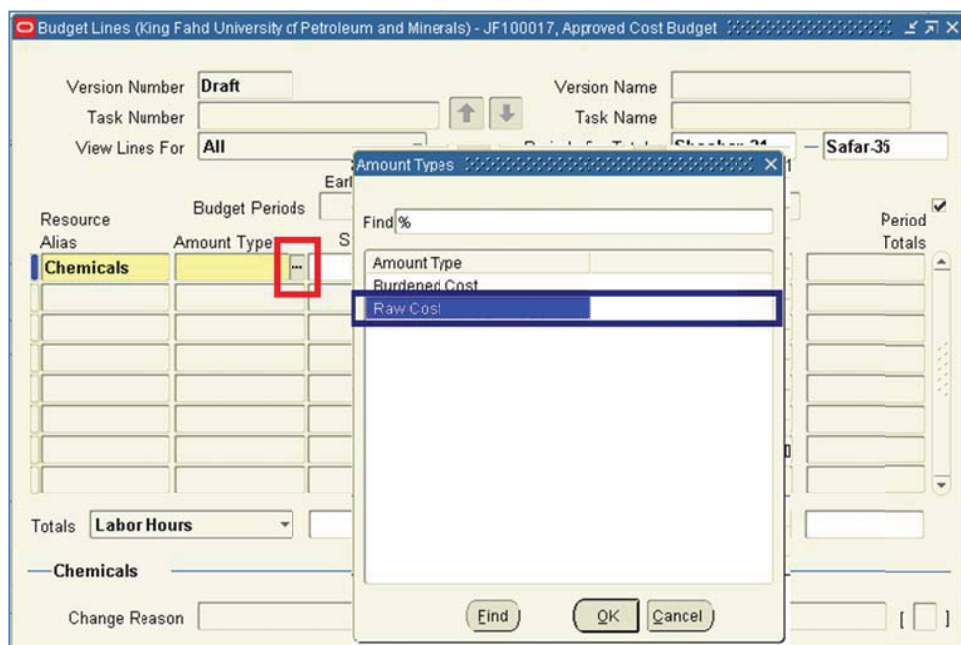 Budget Lines (King Fahd University of Petroleum and Minerals) - JF100017, Approved Cost Budget
Version Number Draft Version Name
Task Number Task Name
View Lines For All Safar-35
Amount Types
Budget Periods
Find %
Resource Alias
Amount Type
Period Totals
Chemicals
Amount Type
Burdened Cost
Raw Cost
Totals Labor Hours
Chemicals
Change Reason
Find OK Cancel
[ ]